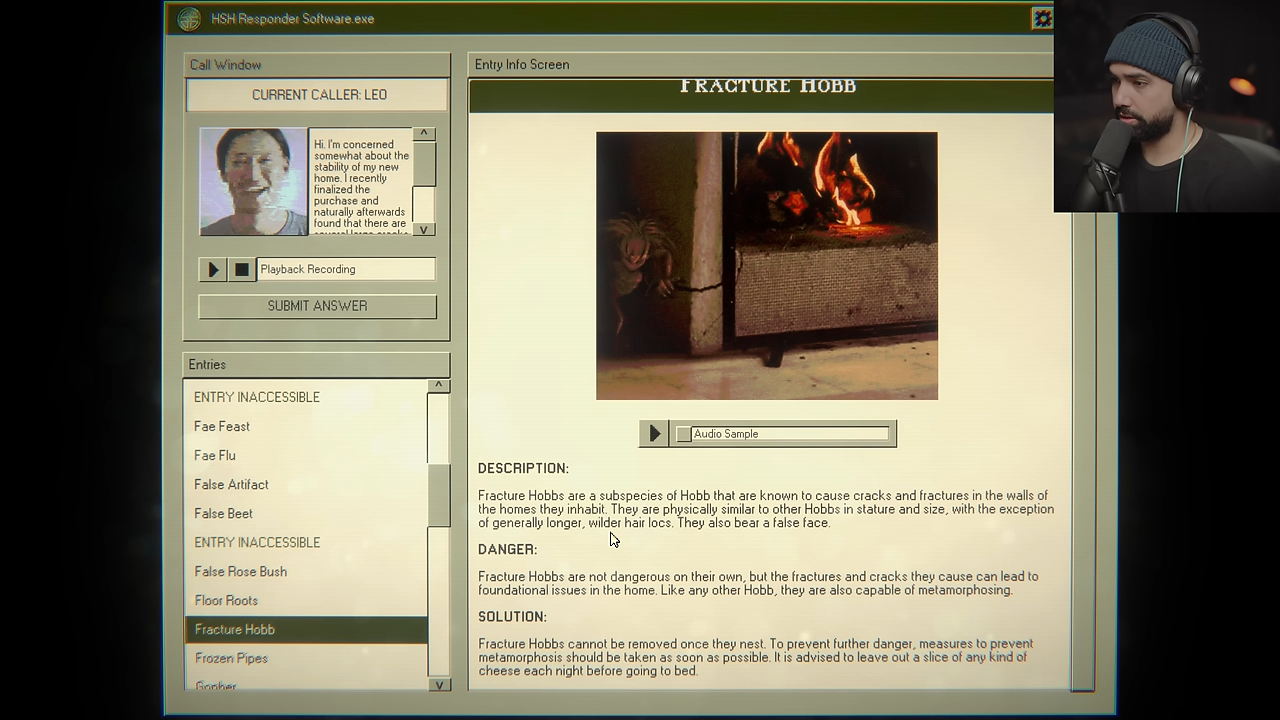 HSH Responder Software.exe
Call Window
CURRENT CALLER: LEO
Hi. I'm concerned
somewhat about the
stability of my new
home. I recently
finalized the
purchase and
naturally afterwards
found that there are
several large cracks
Playback Recording
SUBMIT ANSWER
Entries
ENTRY INACCESSIBLE
Fae Feast
Fae Flu
False Artifact
False Beet
ENTRY INACCESSIBLE
False Rose Bush
Floor Roots
Fracture Hobb
Frozen Pipes
Gopher
Entry Info Screen
FRACTURE HOBB
Audio Sample
DESCRIPTION:
Fracture Hobbs are a subspecies of Hobb that are known to cause cracks and fractures in the walls of
the homes they inhabit. They are physically similar to other Hobbs in stature and size, with the exception
of generally longer, wilder hair locs. They also bear a false face.
DANGER:
Fracture Hobbs are not dangerous on their own, but the fractures and cracks they cause can lead to
foundational issues in the home. Like any other Hobb, they are also capable of metamorphosing.
SOLUTION:
Fracture Hobbs cannot be removed once they nest. To prevent further danger, measures to prevent
metamorphosis should be taken as soon as possible. It is advised to leave out a slice of any kind of
cheese each night before going to bed.